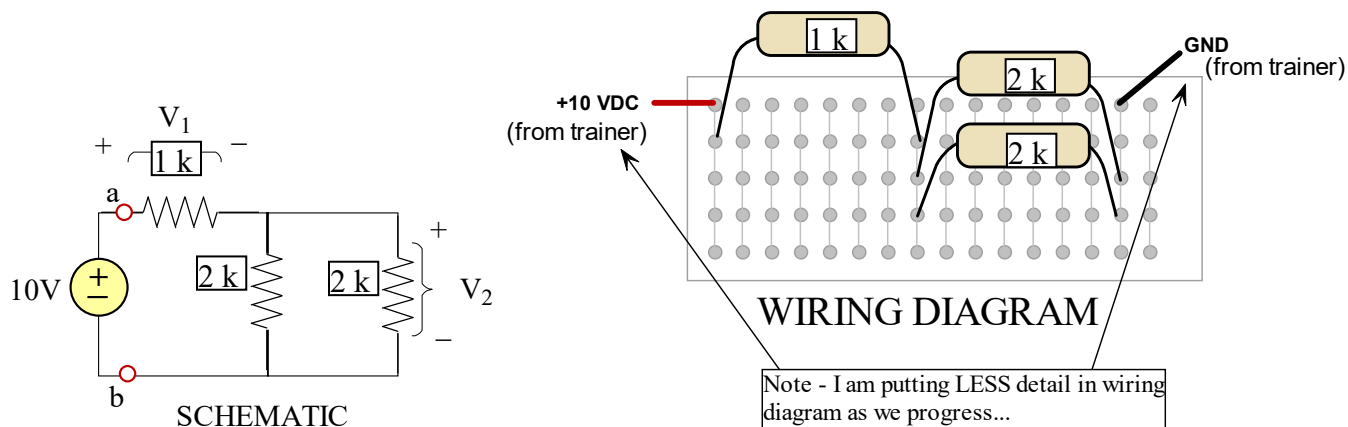 V1
+ 1 k −
a
10V
+
−
2 k
2 k
+
V2
−
b
SCHEMATIC
1 k
2 k
2 k
+10 VDC
(from trainer)
GND
(from trainer)
WIRING DIAGRAM
Note - I am putting LESS detail in wiring
diagram as we progress...